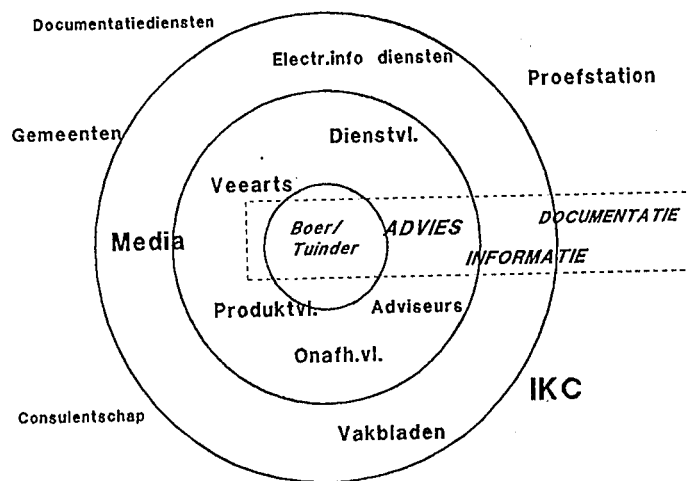 Documentatiediensten
Electr.info diensten
Proefstation
Gemeenten
Dienstvl.
Veearts
DOCUMENTATIE
Boer/
Tuinder
ADVIES
Media
INFORMATIE
Produktvl.
Adviseurs
Onafh.vl.
IKC
Consulentschap
Vakbladen